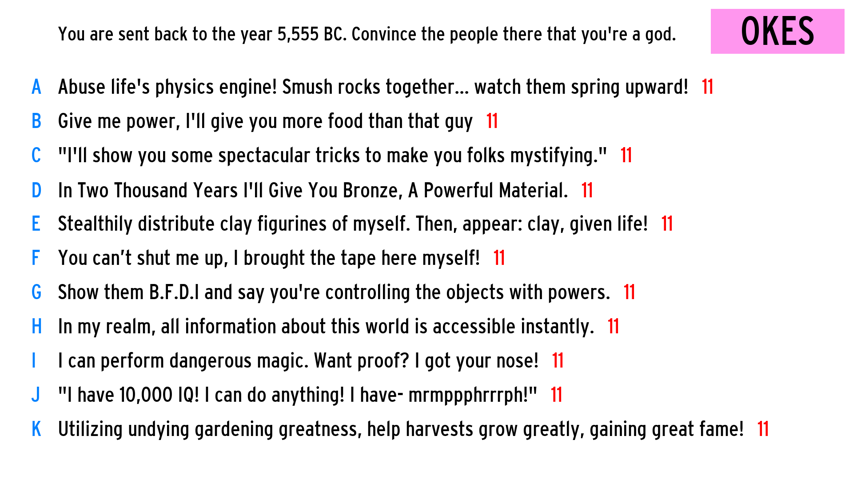 You are sent back to the year 5,555 BC. Convince the people there that you're a god.
OKES
A Abuse life's physics engine! Smush rocks together... watch them spring upward! 11
B Give me power, I'll give you more food than that guy 11
C "I'll show you some spectacular tricks to make you folks mystifying." 11
D In Two Thousand Years I'll Give You Bronze, A Powerful Material. 11
E Stealthily distribute clay figurines of myself. Then, appear: clay, given life! 11
F You can’t shut me up, I brought the tape here myself! 11
G Show them B.F.D.I and say you're controlling the objects with powers. 11
H In my realm, all information about this world is accessible instantly. 11
I I can perform dangerous magic. Want proof? I got your nose! 11
J "I have 10,000 IQ! I can do anything! I have- mrmppphrrrph!" 11
K Utilizing undying gardening greatness, help harvests grow greatly, gaining great fame! 11